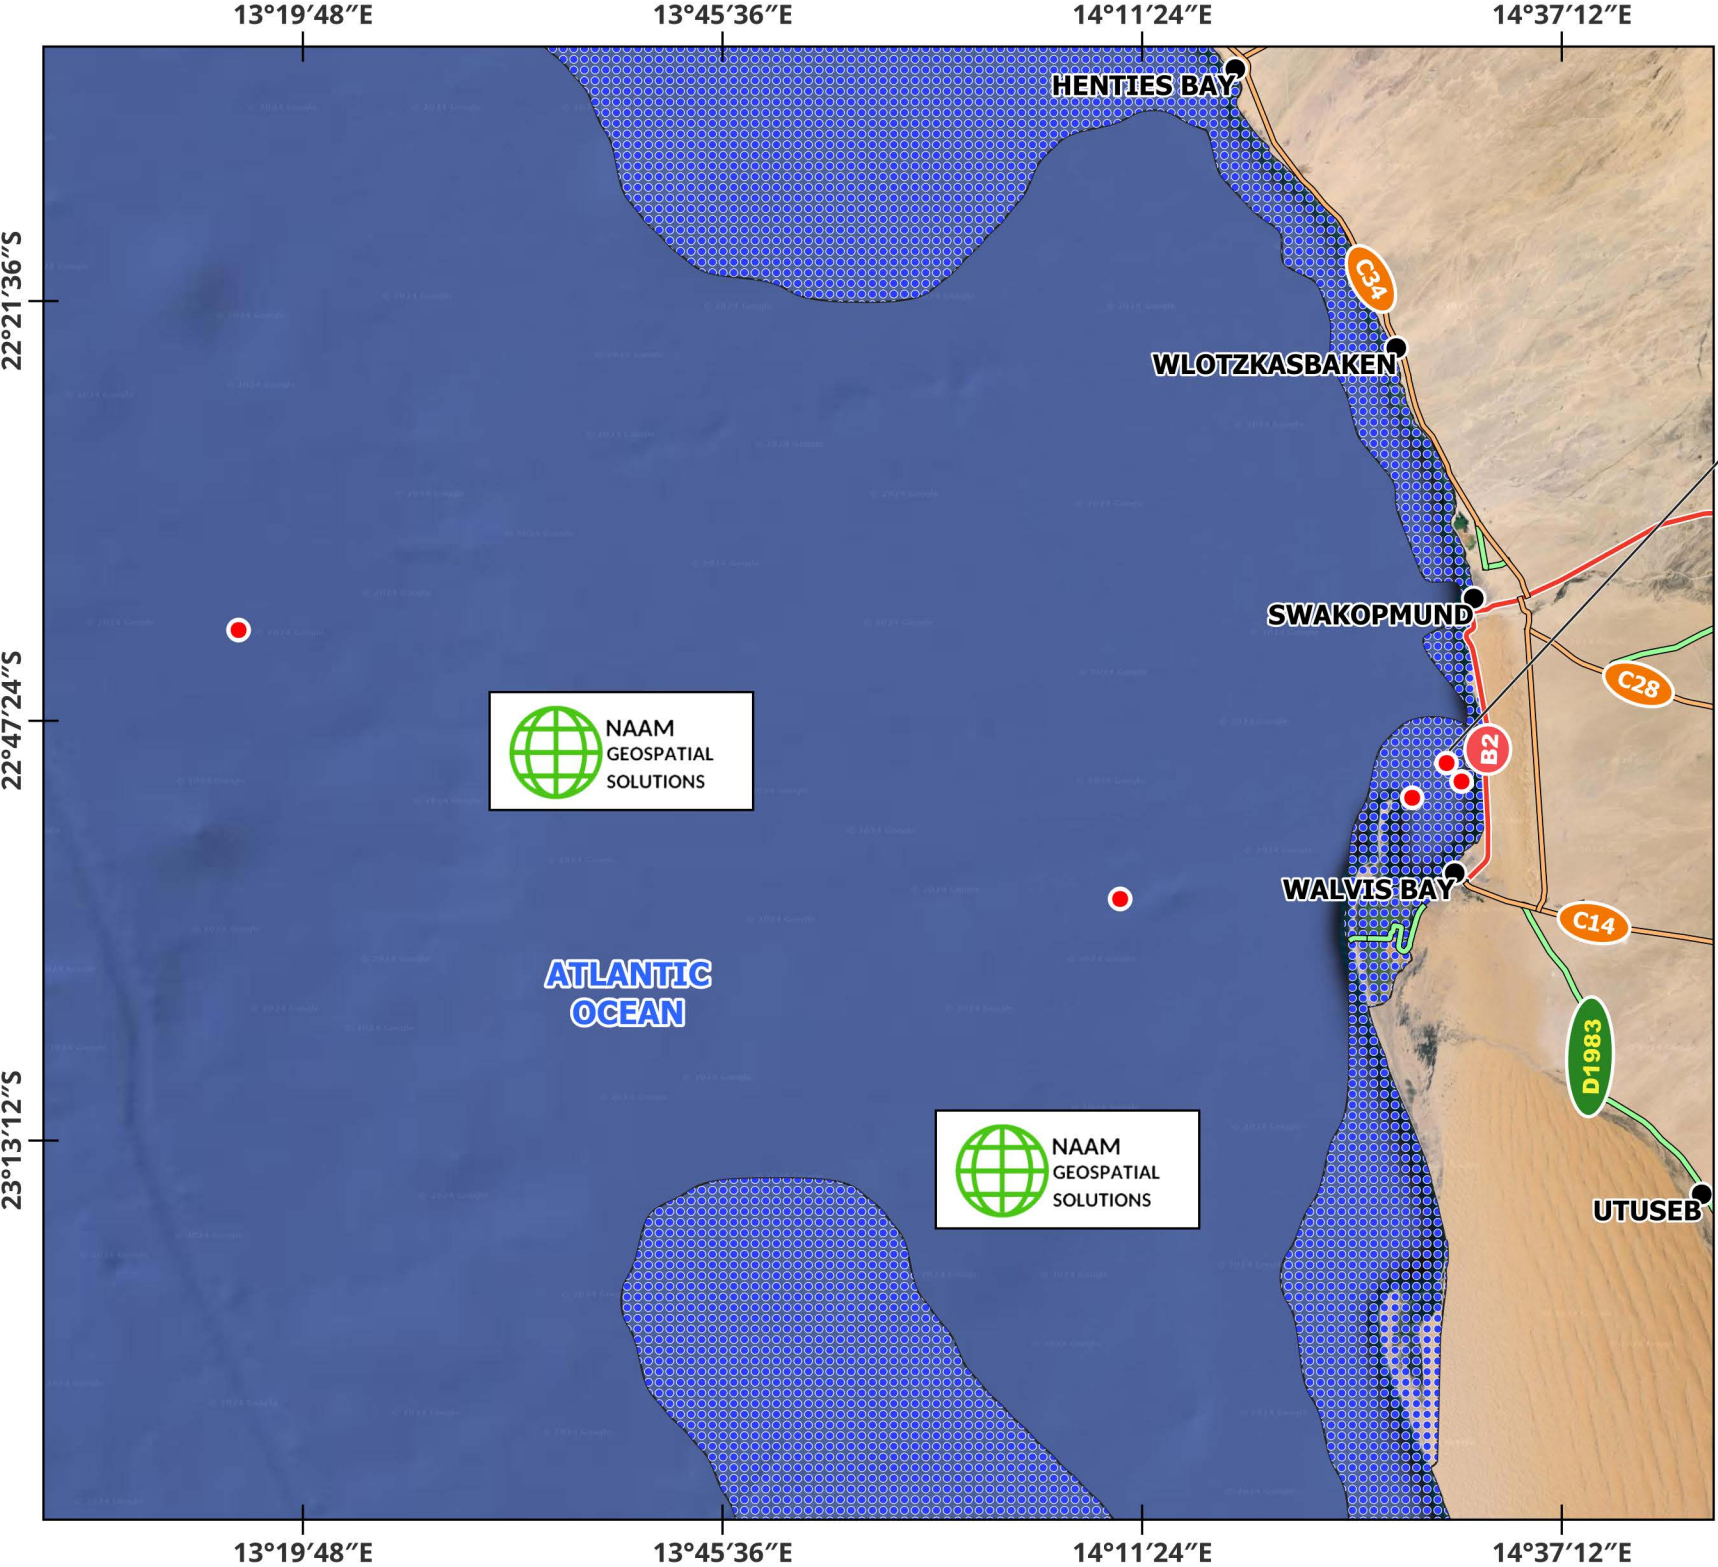 13°19′48″E 13°45′36″E 14°11′24″E 14°37′12″E
HENTIES BAY
22°21′36″S
C34
WLOTZKASBAKEN
SWAKOPMUND
C28
22°47′24″S
B2
NAAM
GEOSPATIAL
SOLUTIONS
WALVIS BAY
C14
ATLANTIC
OCEAN
D1983
23°13′12″S
NAAM
GEOSPATIAL
SOLUTIONS
UTUSEB
13°19′48″E 13°45′36″E 14°11′24″E 14°37′12″E